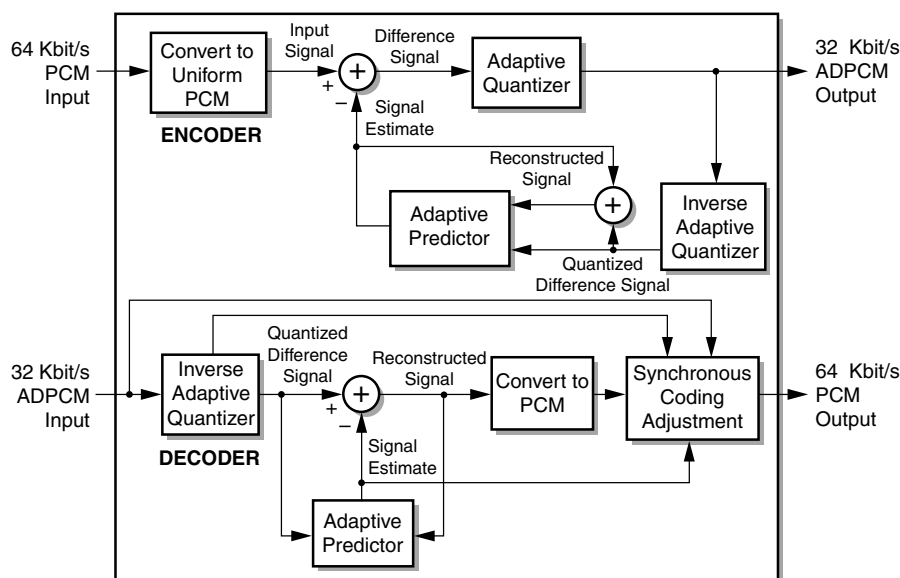 64 Kbit/s
PCM
Input
Convert to
Uniform
PCM
ENCODER
Input
Signal
+
+
−
Difference
Signal
Adaptive
Quantizer
32 Kbit/s
ADPCM
Output
Signal
Estimate
Reconstructed
Signal
+
Adaptive
Predictor
Inverse
Adaptive
Quantizer
Quantized
Difference Signal
32 Kbit/s
ADPCM
Input
Inverse
Adaptive
Quantizer
DECODER
Quantized
Difference
Signal
+
+
−
Reconstructed
Signal
Convert to
PCM
Synchronous
Coding
Adjustment
64 Kbit/s
PCM
Output
Signal
Estimate
Adaptive
Predictor